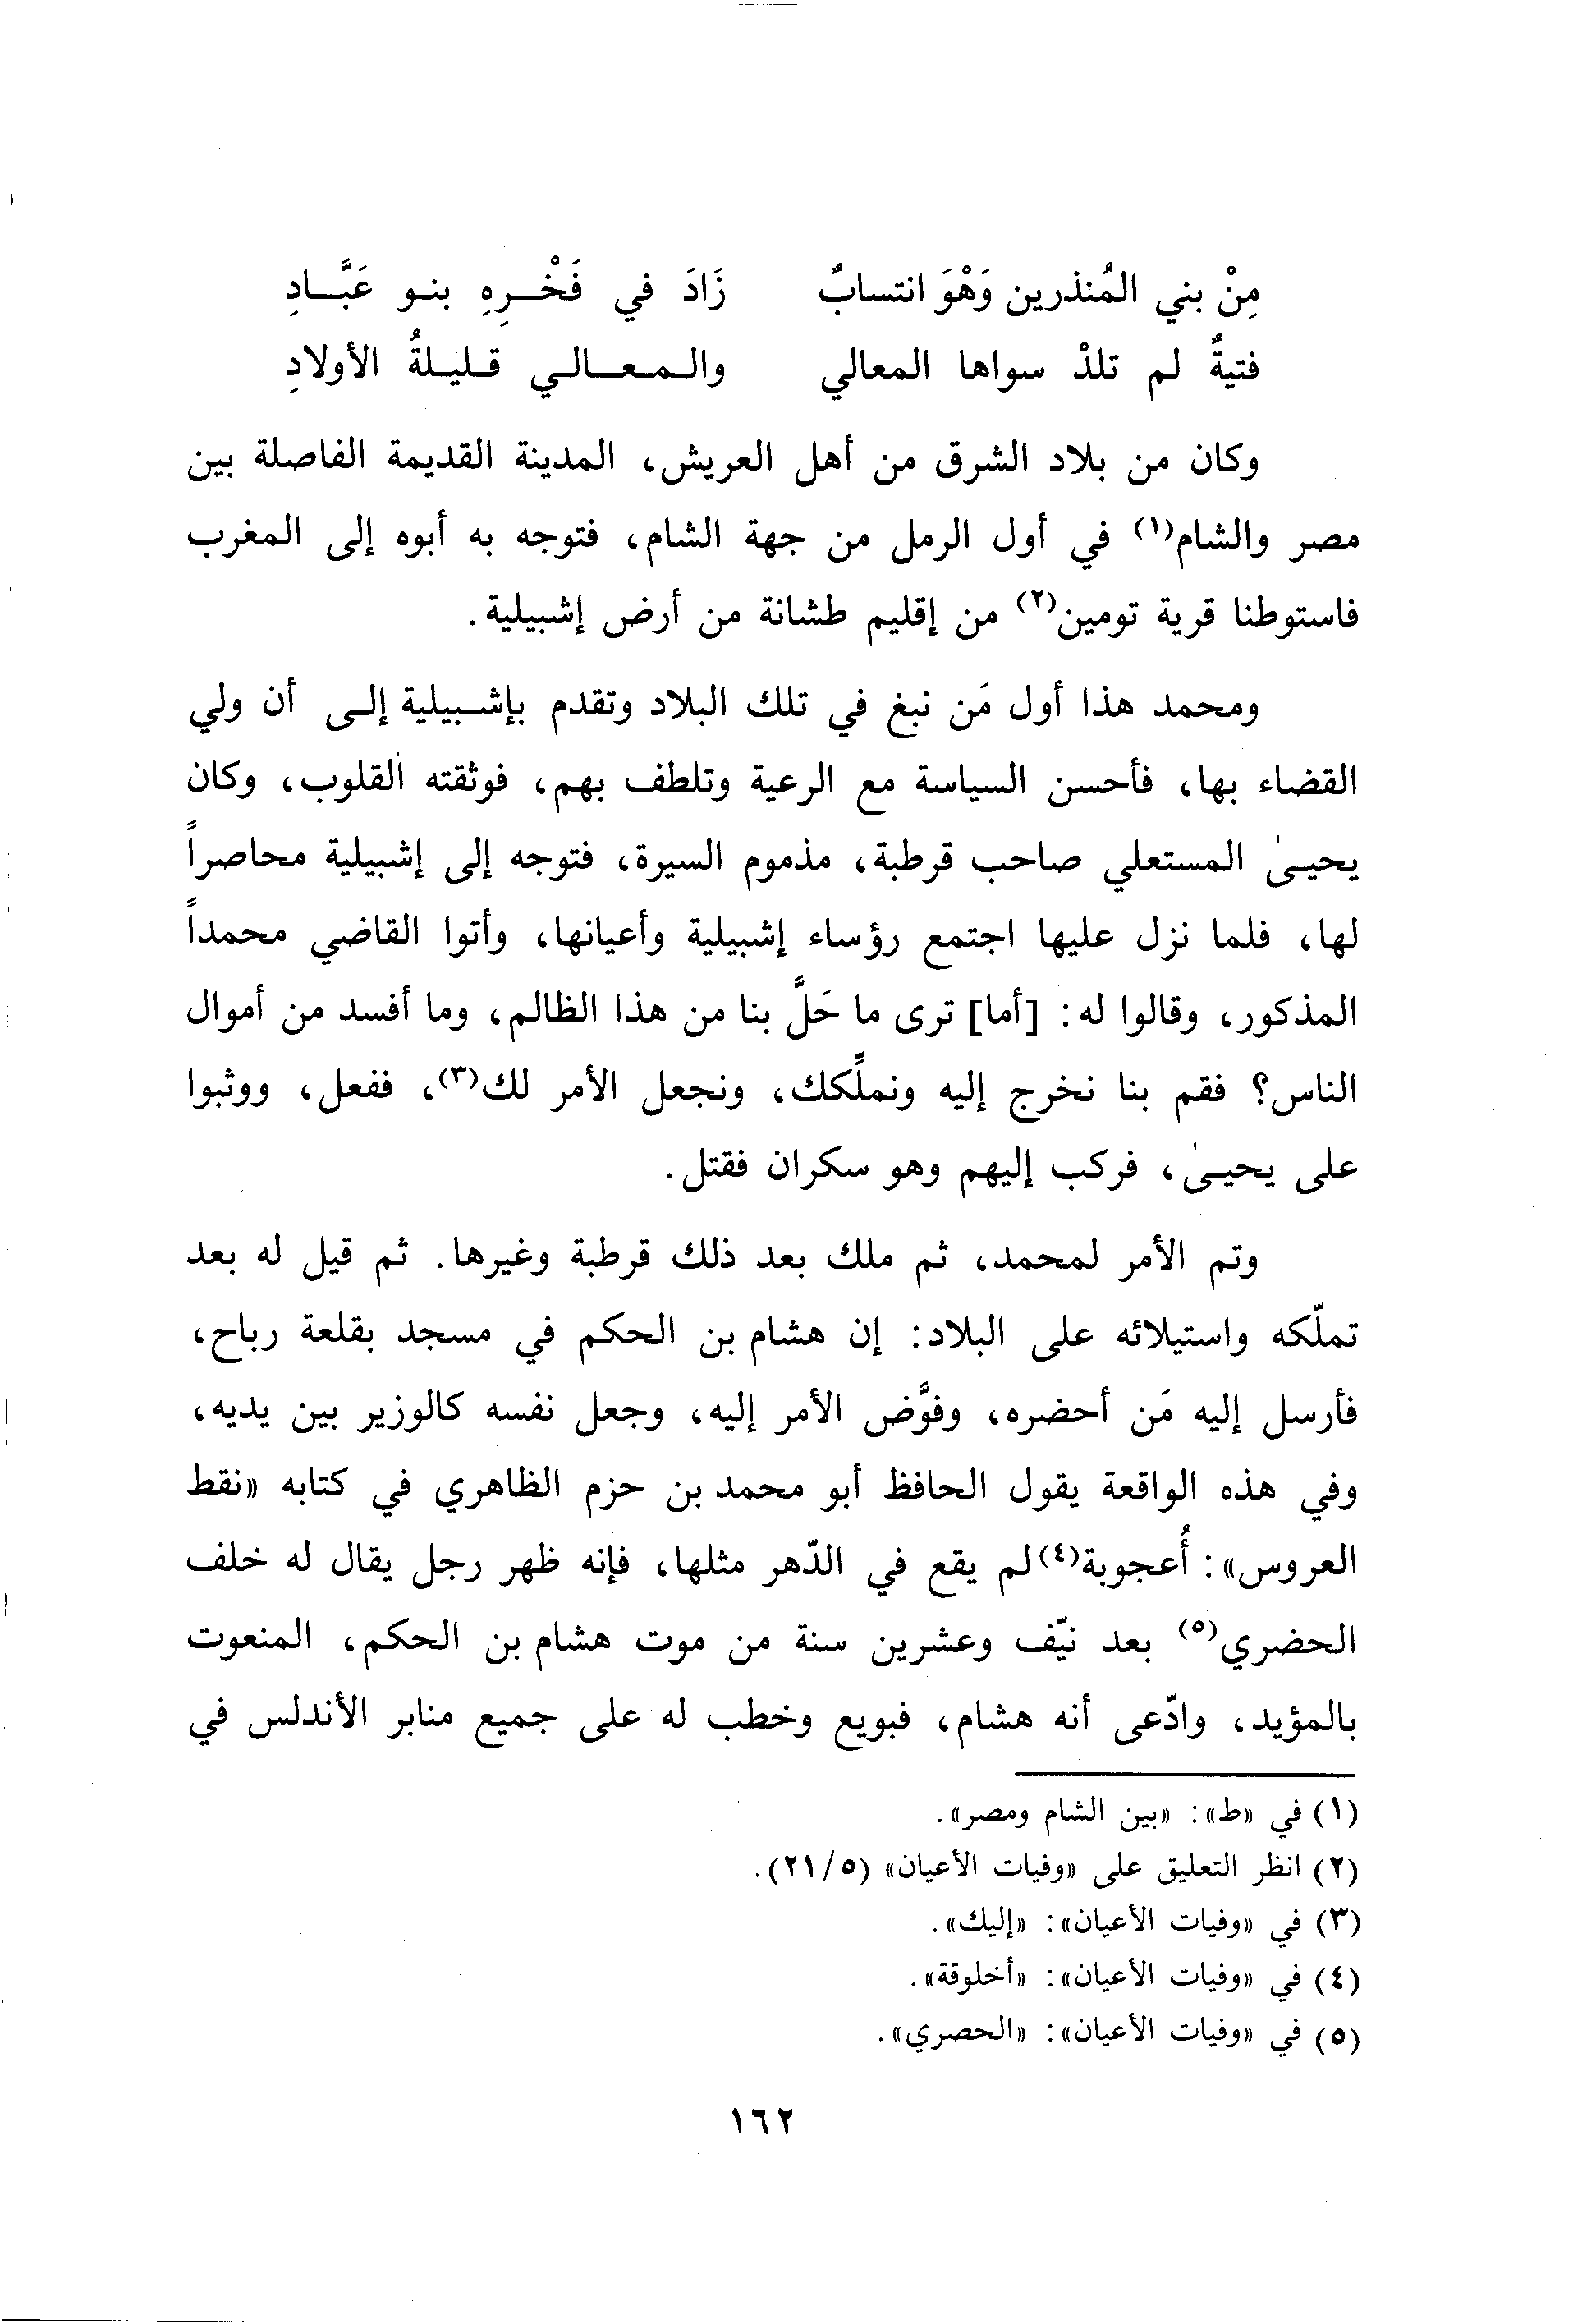 مِنْ بني المُنذرين وَهْوَ انتسابٌ زَادَ في فَخْرِهِ بنو عَبَّادِ
فتيةٌ لم تلدْ سواها المعالي والمعالي قليلةُ الأولادِ
وكان من بلاد الشرق من أهل العريش، المدينة القديمة الفاصلة بين
مصر والشام(١) في أول الرمل من جهة الشام، فتوجه به أبوه إلى المغرب
فاستوطنا قرية تومين(٢) من إقليم طشانة من أرض إشبيلية.
ومحمد هذا أول مَن نبغ في تلك البلاد وتقدم بإشبيلية إلى أن ولي
القضاء بها، فأحسن السياسة مع الرعية وتلطف بهم، فوثقته القلوب، وكان
يحيىٰ المستعلي صاحب قرطبة، مذموم السيرة، فتوجه إلى إشبيلية محاصراً
لها، فلما نزل عليها اجتمع رؤساء إشبيلية وأعيانها، وأتوا القاضي محمداً
المذكور، وقالوا له: [أما] ترى ما حَلَّ بنا من هذا الظالم، وما أفسد من أموال
الناس؟ فقم بنا نخرج إليه ونملِّكك، ونجعل الأمر لك(٣)، ففعل، ووثبوا
على يحيىٰ، فركب إليهم وهو سكران فقتل.
وتم الأمر لمحمد، ثم ملك بعد ذلك قرطبة وغيرها. ثم قيل له بعد
تملّكه واستيلائه على البلاد: إن هشام بن الحكم في مسجد بقلعة رباح،
فأرسل إليه مَن أحضره، وفوَّض الأمر إليه، وجعل نفسه كالوزير بين يديه،
وفي هذه الواقعة يقول الحافظ أبو محمد بن حزم الظاهري في كتابه «نقط
العروس»: أُعجوبة(٤) لم يقع في الدّهر مثلها، فإنه ظهر رجل يقال له خلف
الحضري(٥) بعد نيّف وعشرين سنة من موت هشام بن الحكم، المنعوت
بالمؤيد، وادّعى أنه هشام، فبويع وخطب له على جميع منابر الأندلس في
(١) في «ط»: «بين الشام ومصر».
(٢) انظر التعليق على «وفيات الأعيان» (٥/٢١).
(٣) في «وفيات الأعيان»: «إليك».
(٤) في «وفيات الأعيان»: «أخلوقة».
(٥) في «وفيات الأعيان»: «الحصري».
١٦٢